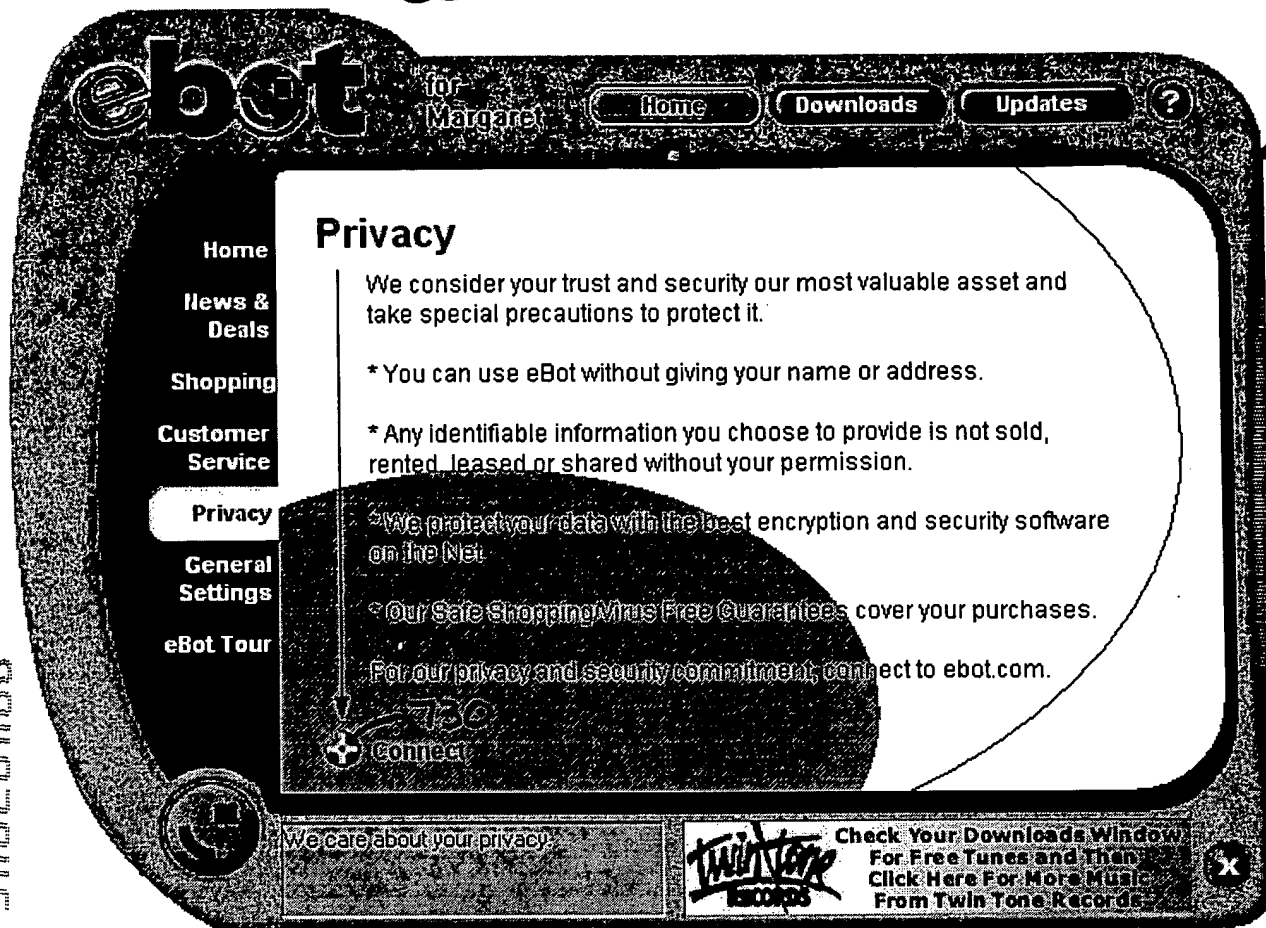 ebot
for
Margaret
Home
Downloads
Updates
?
Home
News &
Deals
Shopping
Customer
Service
Privacy
General
Settings
eBot Tour
Privacy
We consider your trust and security our most valuable asset and
take special precautions to protect it.
* You can use eBot without giving your name or address.
* Any identifiable information you choose to provide is not sold,
rented, leased or shared without your permission.
* We protect your data with the best encryption and security software
on the Net
* Our Safe Shopping/Virus Free Guarantees cover your purchases.
For our privacy and security commitment, connect to ebot.com.
730
Connect
We care about your privacy.
Twin Tone
RECORDS
Check Your Downloads Window
For Free Tunes and Then
Click Here For More Music
From Twin Tone Records
X